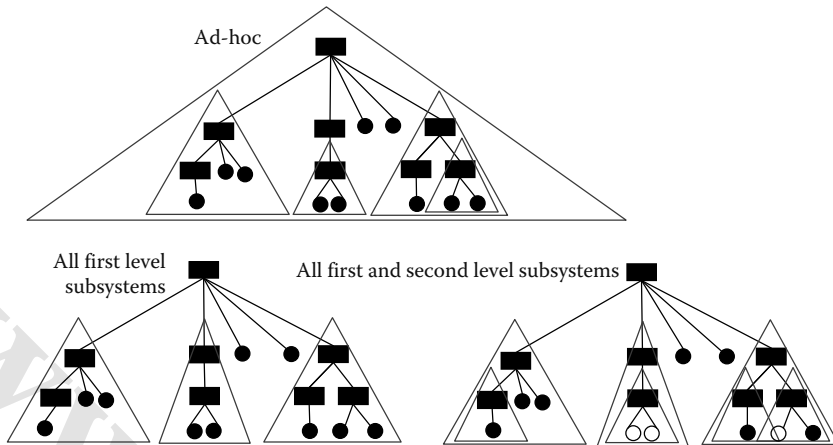 Ad-hoc
All first level
subsystems
All first and second level subsystems